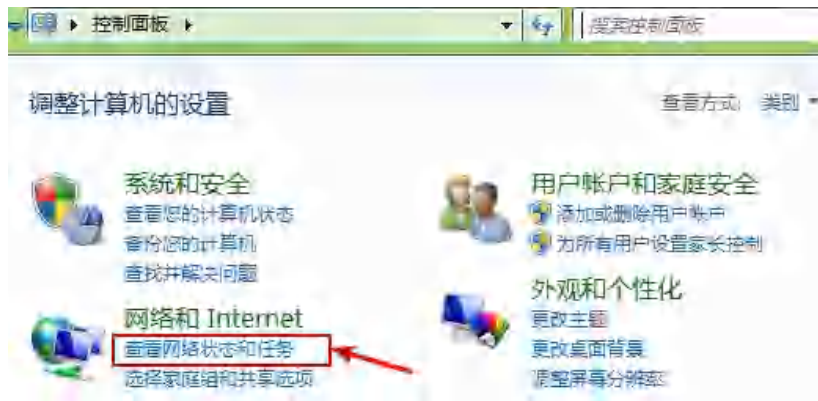 控制面板
搜索控制面板
调整计算机的设置
查看方式: 类别
系统和安全
查看您的计算机状态
备份您的计算机
查找并解决问题
网络和 Internet
查看网络状态和任务
选择家庭组和共享选项
用户帐户和家庭安全
添加或删除用户帐户
为所有用户设置家长控制
外观和个性化
更改主题
更改桌面背景
调整屏幕分辨率